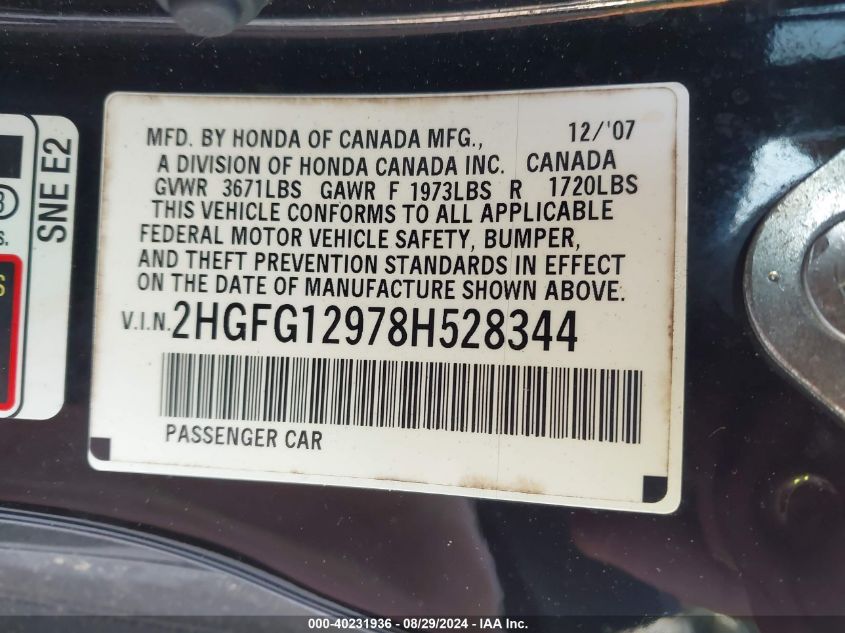 MFD. BY HONDA OF CANADA MFG., 12/'07
A DIVISION OF HONDA CANADA INC. CANADA
GVWR 3671LBS GAWR F 1973LBS R 1720LBS
THIS VEHICLE CONFORMS TO ALL APPLICABLE
FEDERAL MOTOR VEHICLE SAFETY, BUMPER,
AND THEFT PREVENTION STANDARDS IN EFFECT
ON THE DATE OF MANUFACTURE SHOWN ABOVE.
V.I.N. 2HGFG12978H528344
PASSENGER CAR
SNE E2
S.
S
000-40231936 - 08/29/2024 - IAA Inc.